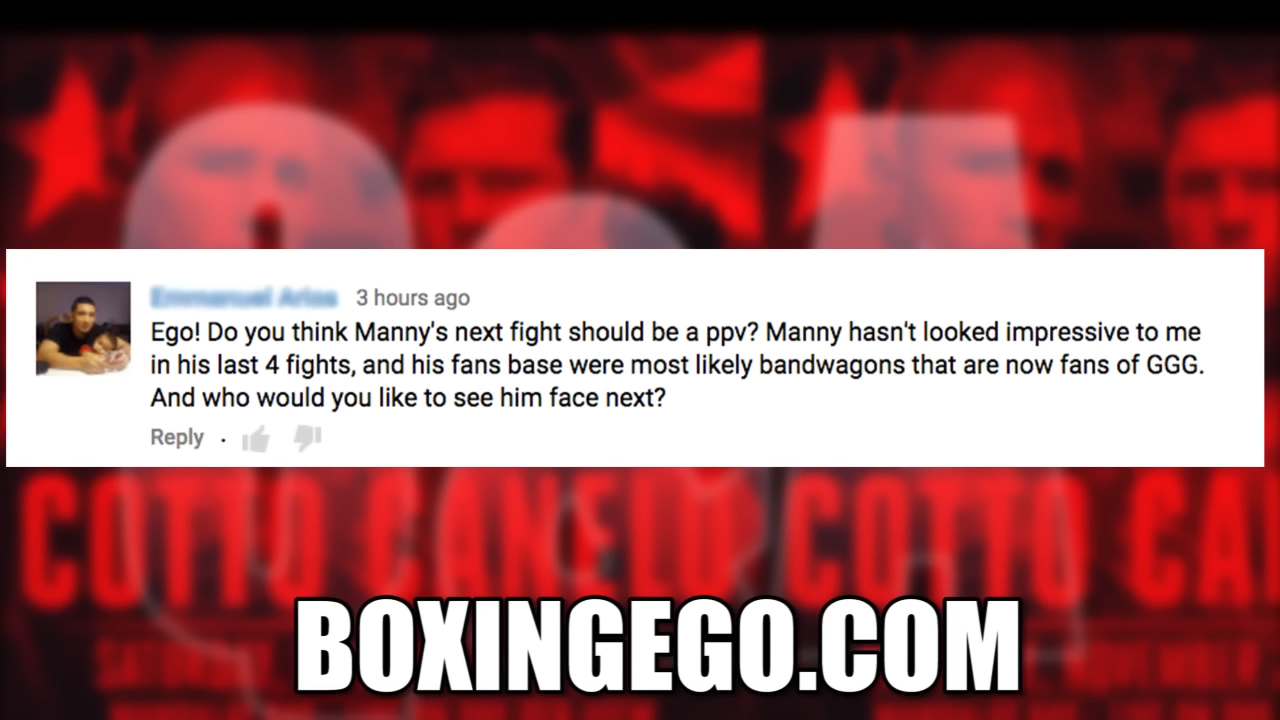 3 hours ago
Ego! Do you think Manny's next fight should be a ppv? Manny hasn't looked impressive to me
in his last 4 fights, and his fans base were most likely bandwagons that are now fans of GGG.
And who would you like to see him face next?
Reply ·
COTTO CANELO COTTO CA
BOXINGEGO.COM